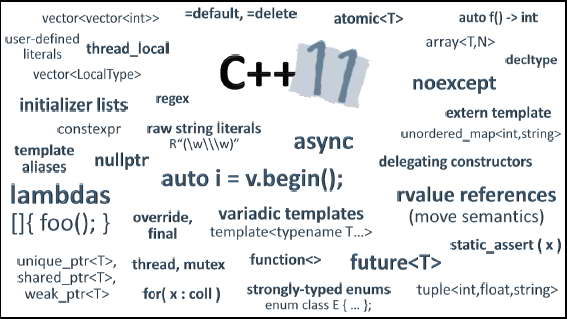 vector<vector<int>>
=default, =delete
atomic<T>
auto f() -> int
user-defined
literals
thread_local
array<T,N>
decltype
vector<LocalType>
C++ 11
noexcept
initializer lists
regex
extern template
constexpr
raw string literals
R"(\w\\\w)"
async
unordered_map<int,string>
template
aliases
nullptr
delegating constructors
auto i = v.begin();
lambdas
[]{ foo(); }
override,
final
variadic templates
template<typename T…>
rvalue references
(move semantics)
static_assert ( x )
unique_ptr<T>,
shared_ptr<T>,
weak_ptr<T>
thread, mutex
function<>
future<T>
for( x : coll )
strongly-typed enums
enum class E { … };
tuple<int,float,string>